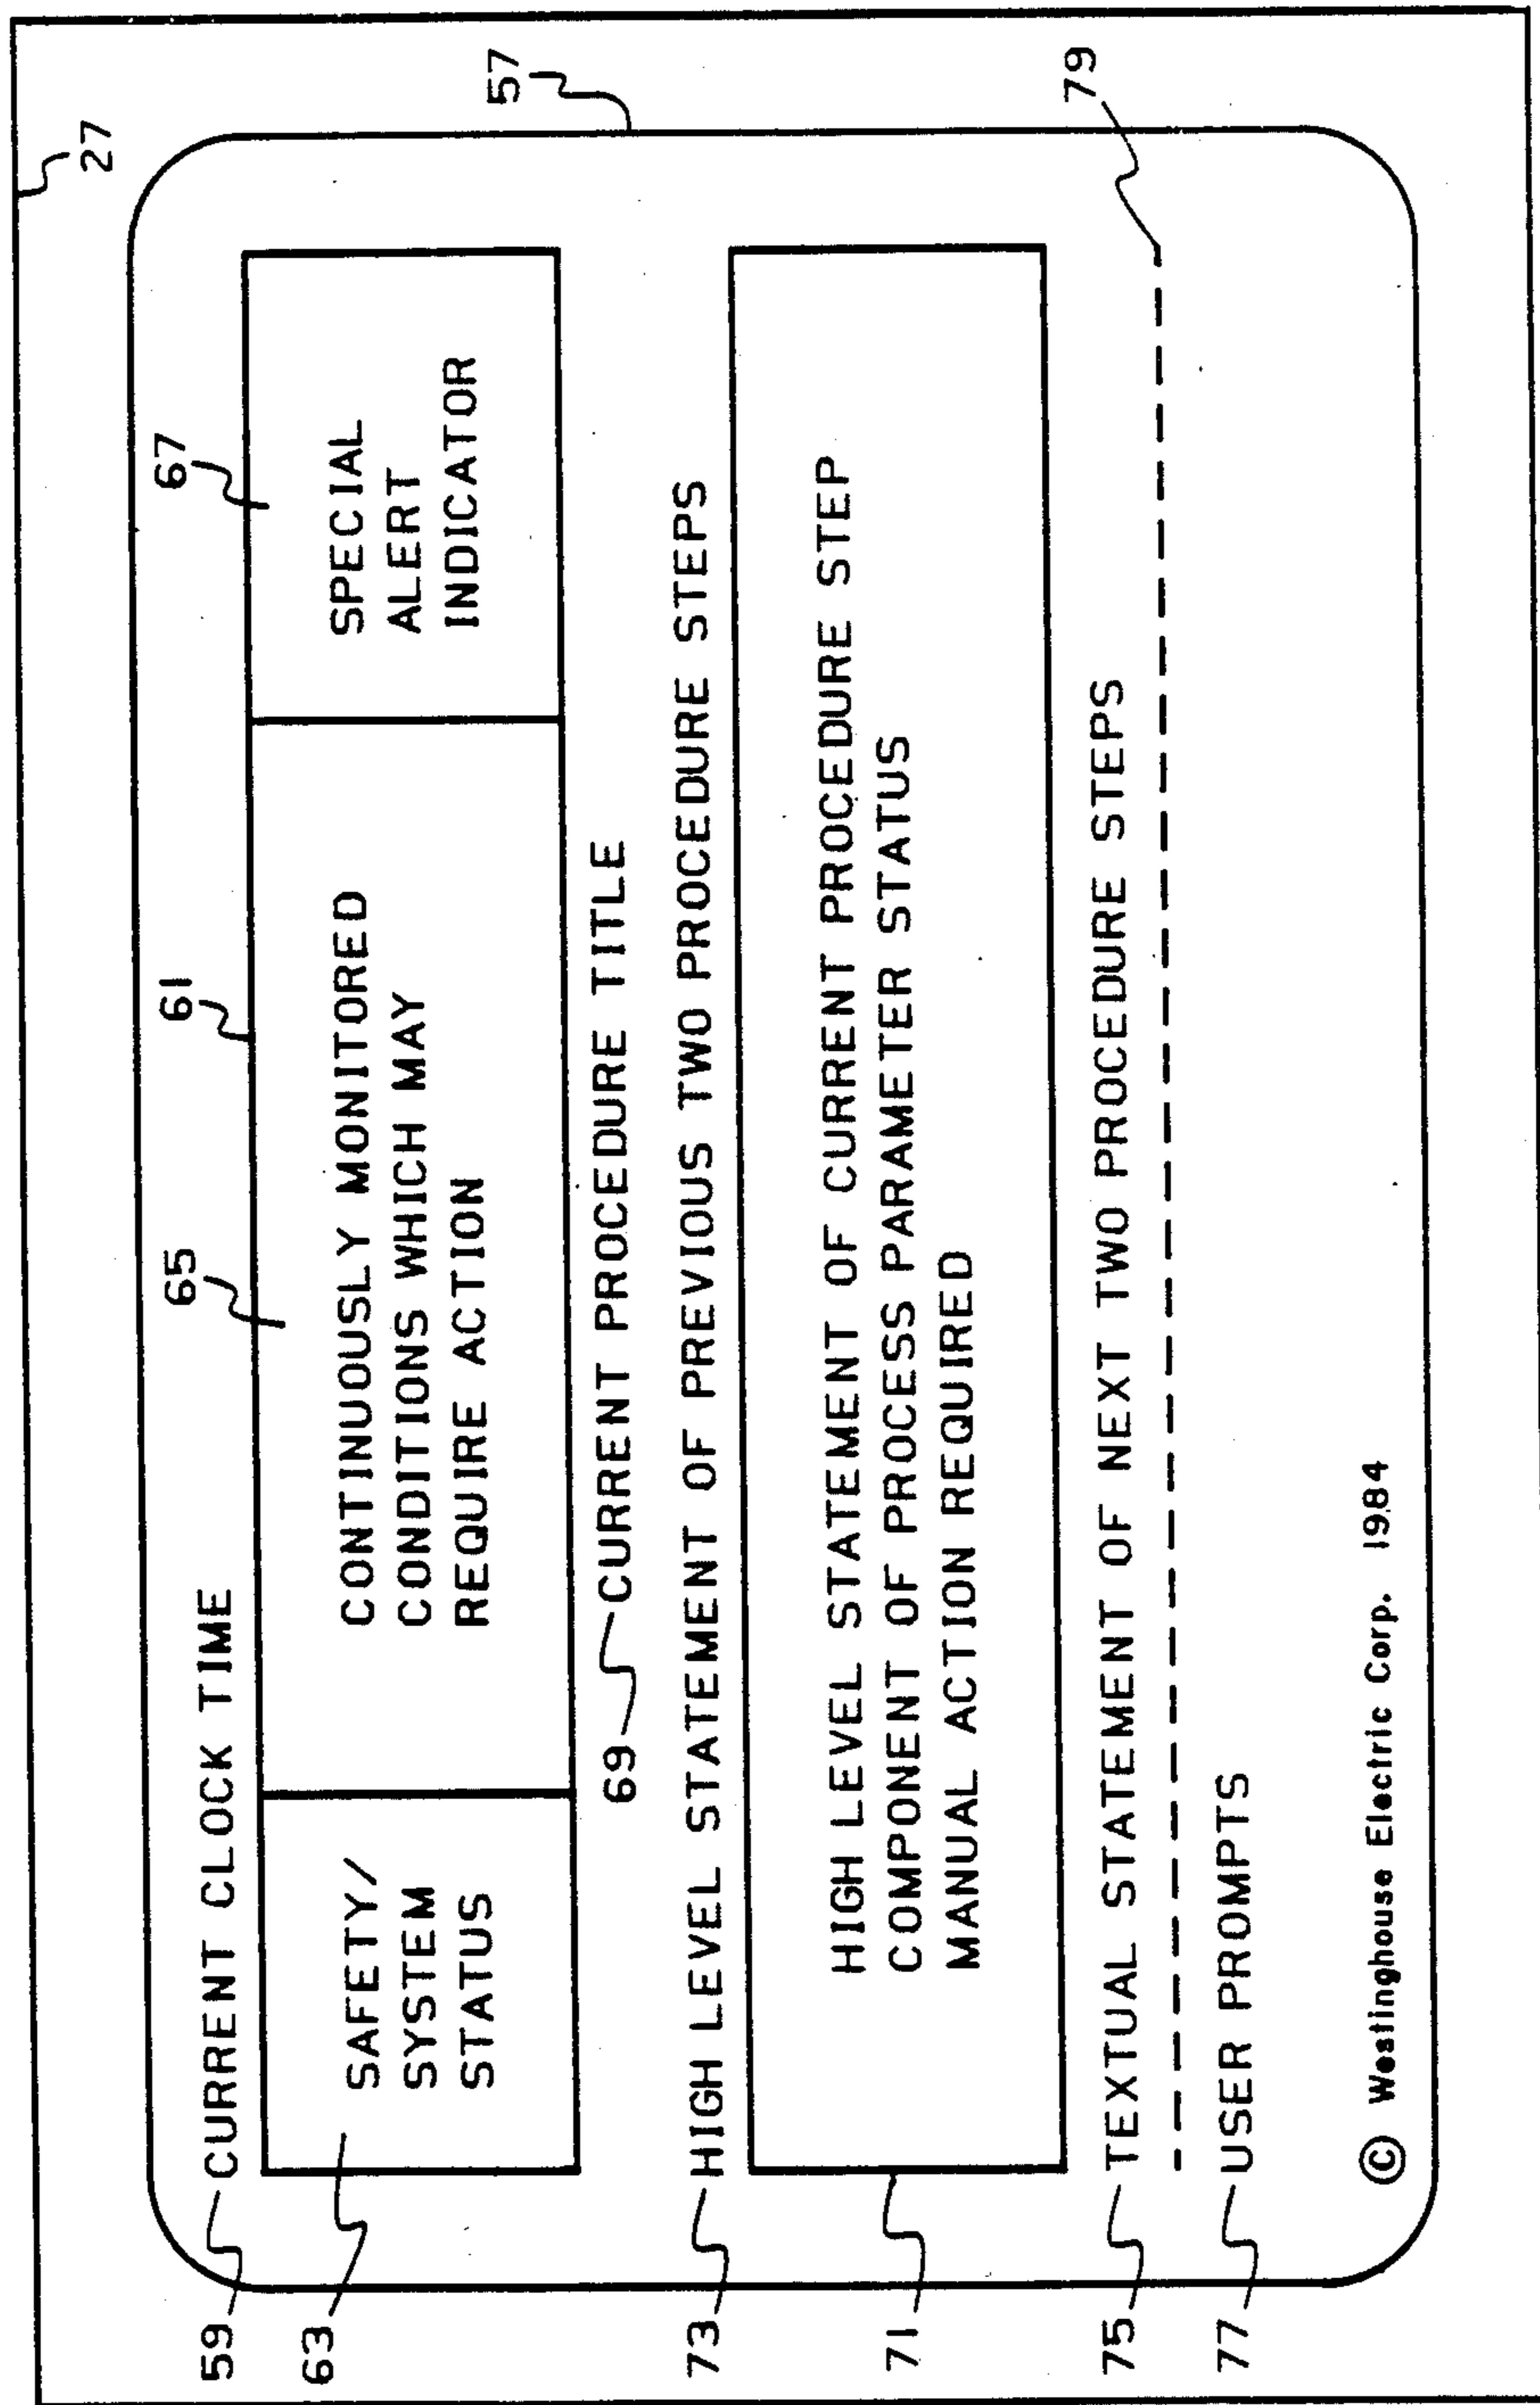 27
57
59 CURRENT CLOCK TIME
61
65
67
63
SAFETY/
SYSTEM
STATUS
CONTINUOUSLY MONITORED
CONDITIONS WHICH MAY
REQUIRE ACTION
SPECIAL
ALERT
INDICATOR
69 CURRENT PROCEDURE TITLE
73 HIGH LEVEL STATEMENT OF PREVIOUS TWO PROCEDURE STEPS
71
HIGH LEVEL STATEMENT OF CURRENT PROCEDURE STEP
COMPONENT OF PROCESS PARAMETER STATUS
MANUAL ACTION REQUIRED
75 TEXTUAL STATEMENT OF NEXT TWO PROCEDURE STEPS
79
77 USER PROMPTS
© Westinghouse Electric Corp. 1984